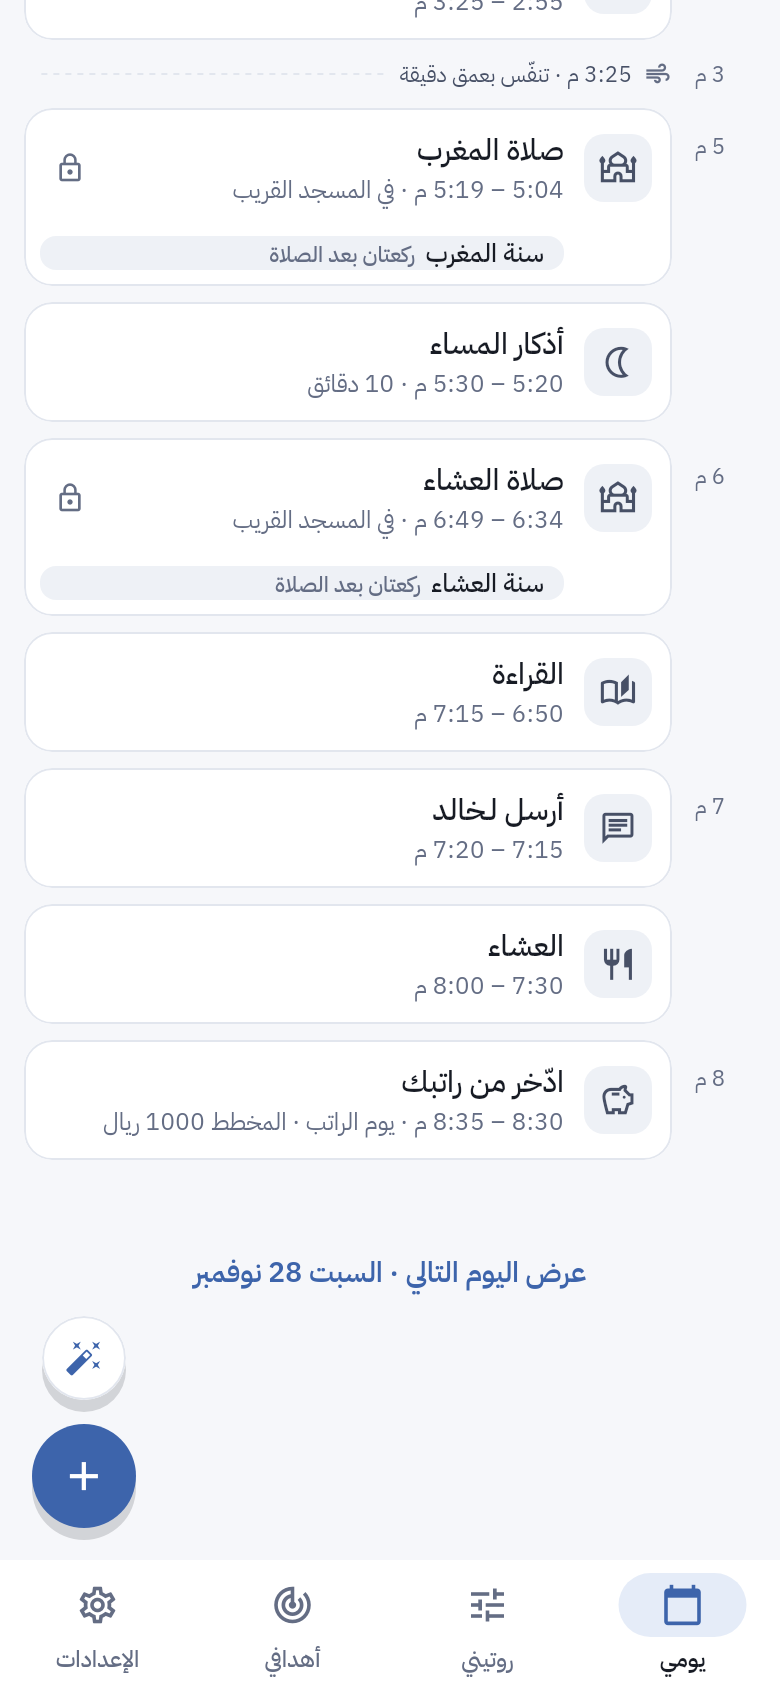 2:55 – 3:25 م
3 م
3:25 م · تنفّس بعمق دقيقة
5 م
صلاة المغرب
5:04 – 5:19 م · في المسجد القريب
سنة المغرب ركعتان بعد الصلاة
أذكار المساء
5:20 – 5:30 م · 10 دقائق
6 م
صلاة العشاء
6:34 – 6:49 م · في المسجد القريب
سنة العشاء ركعتان بعد الصلاة
القراءة
6:50 – 7:15 م
7 م
أرسل لخالد
7:15 – 7:20 م
العشاء
7:30 – 8:00 م
8 م
ادّخر من راتبك
8:30 – 8:35 م · يوم الراتب · المخطط 1000 ريال
عرض اليوم التالي · السبت 28 نوفمبر
يومي
روتيني
أهدافي
الإعدادات